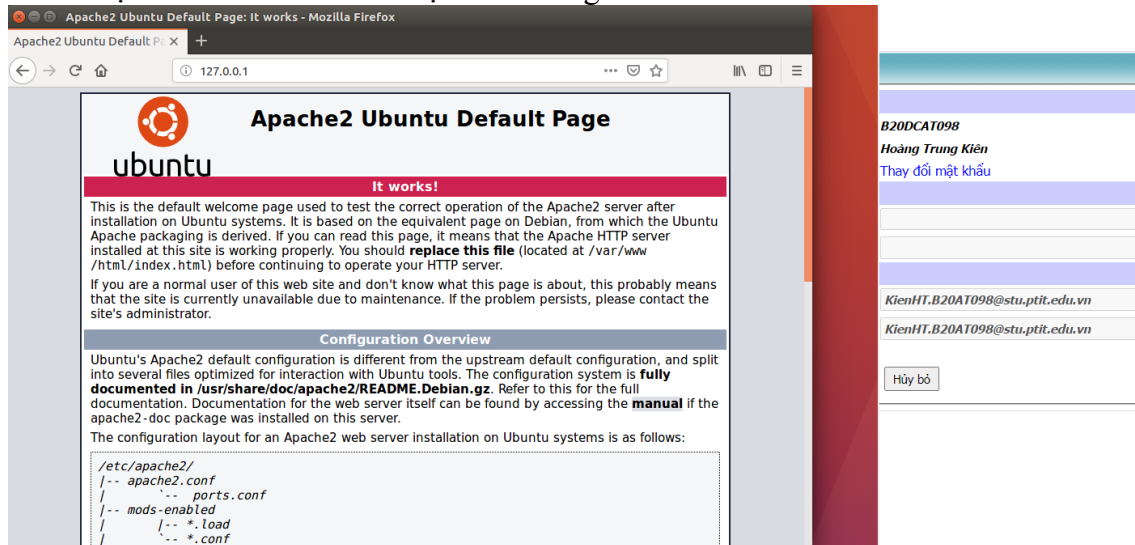 Apache2 Ubuntu Default Page: It works - Mozilla Firefox
Apache2 Ubuntu Default Pa
127.0.0.1
Apache2 Ubuntu Default Page
ubuntu
It works!
This is the default welcome page used to test the correct operation of the Apache2 server after
installation on Ubuntu systems. It is based on the equivalent page on Debian, from which the Ubuntu
Apache packaging is derived. If you can read this page, it means that the Apache HTTP server
installed at this site is working properly. You should replace this file (located at /var/www
/html/index.html) before continuing to operate your HTTP server.
If you are a normal user of this web site and don't know what this page is about, this probably means
that the site is currently unavailable due to maintenance. If the problem persists, please contact the
site's administrator.
Configuration Overview
Ubuntu's Apache2 default configuration is different from the upstream default configuration, and split
into several files optimized for interaction with Ubuntu tools. The configuration system is fully
documented in /usr/share/doc/apache2/README.Debian.gz. Refer to this for the full
documentation. Documentation for the web server itself can be found by accessing the manual if the
apache2-doc package was installed on this server.
The configuration layout for an Apache2 web server installation on Ubuntu systems is as follows:
/etc/apache2/
|-- apache2.conf
|       `--  ports.conf
|-- mods-enabled
|       |-- *.load
|       `-- *.conf
B20DCAT098
Hoàng Trung Kiên
Thay đổi mật khẩu
KienHT.B20AT098@stu.ptit.edu.vn
KienHT.B20AT098@stu.ptit.edu.vn
Hủy bỏ